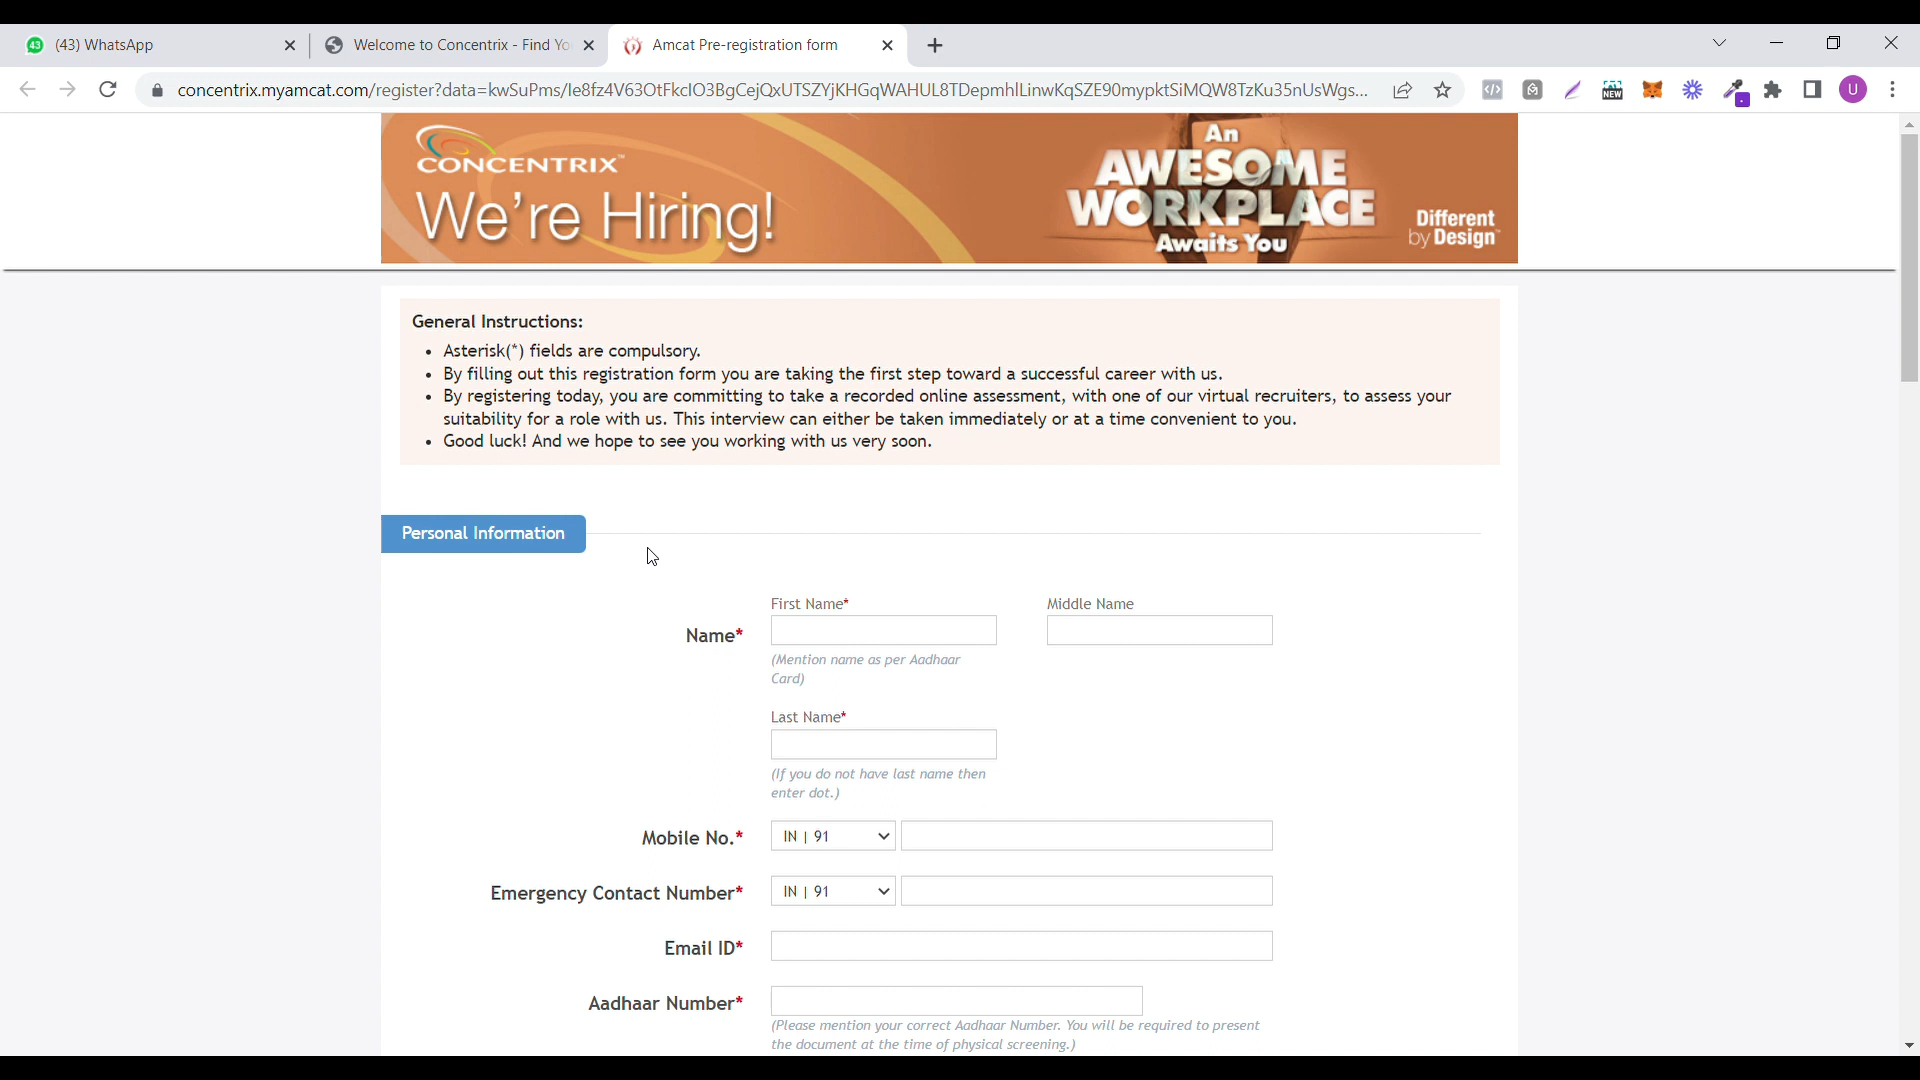 43 (43) WhatsApp
Welcome to Concentrix - Find Yo
Amcat Pre-registration form
concentrix.myamcat.com/register?data=kwSuPms/Ie8fz4V63OtFkclO3BgCejQxUTSZYjKHGqWAHUL8TDepmhlLinwKqSZE90mypktSiMQW8TzKu35nUsWgs...
NEW
U
CONCENTRIX™
We're Hiring!
An
AWESOME
WORKPLACE
Awaits You
Different
by Design™
General Instructions:
• Asterisk(*) fields are compulsory.
• By filling out this registration form you are taking the first step toward a successful career with us.
• By registering today, you are committing to take a recorded online assessment, with one of our virtual recruiters, to assess your
suitability for a role with us. This interview can either be taken immediately or at a time convenient to you.
• Good luck! And we hope to see you working with us very soon.
Personal Information
First Name*
Middle Name
Name*
(Mention name as per Aadhaar
Card)
Last Name*
(If you do not have last name then
enter dot.)
Mobile No.* IN | 91
Emergency Contact Number* IN | 91
Email ID*
Aadhaar Number*
(Please mention your correct Aadhaar Number. You will be required to present
the document at the time of physical screening.)